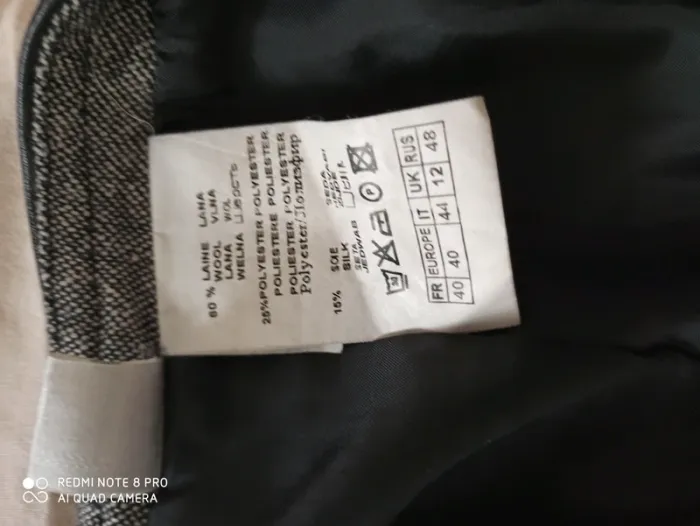 60 % LAINE LANA
WOOL VLNA
LANA WOL
WELNA
25%POLYESTER POLYESTER
POLIESTERE POLIESTER
POLIESTER POLYESTER
Polyester/Полиэфир
15% SOIE
SILK
SETA
JEDWAB
30
P
FR EUROPE IT UK RUS
40 40 44 12 48
REDMI NOTE 8 PRO
AI QUAD CAMERA